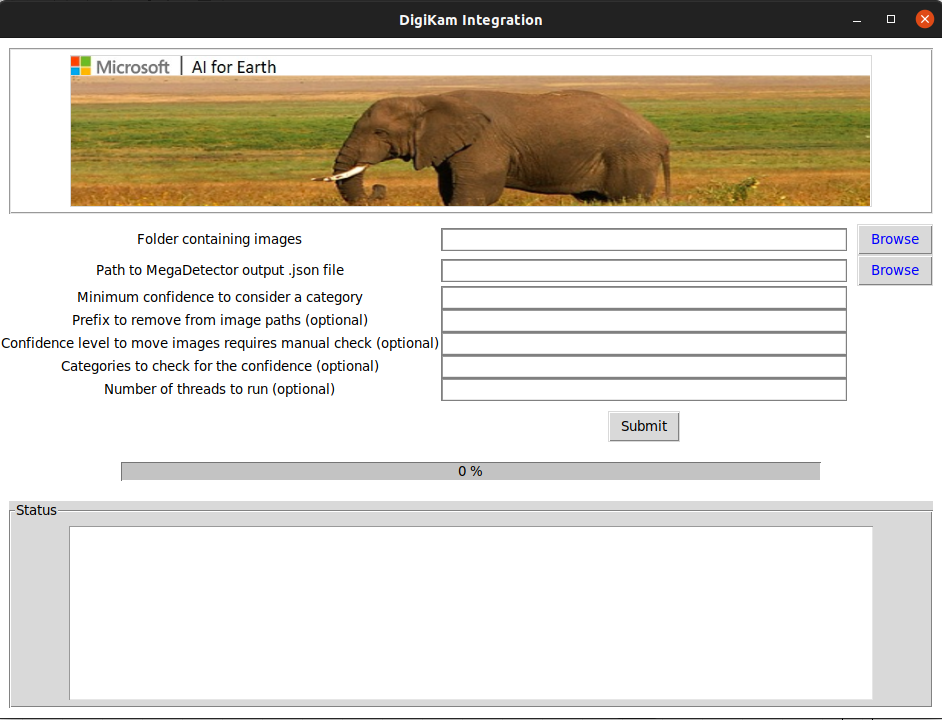 DigiKam Integration
Microsoft | AI for Earth
Folder containing images
Browse
Path to MegaDetector output .json file
Browse
Minimum confidence to consider a category
Prefix to remove from image paths (optional)
Confidence level to move images requires manual check (optional)
Categories to check for the confidence (optional)
Number of threads to run (optional)
Submit
0 %
Status